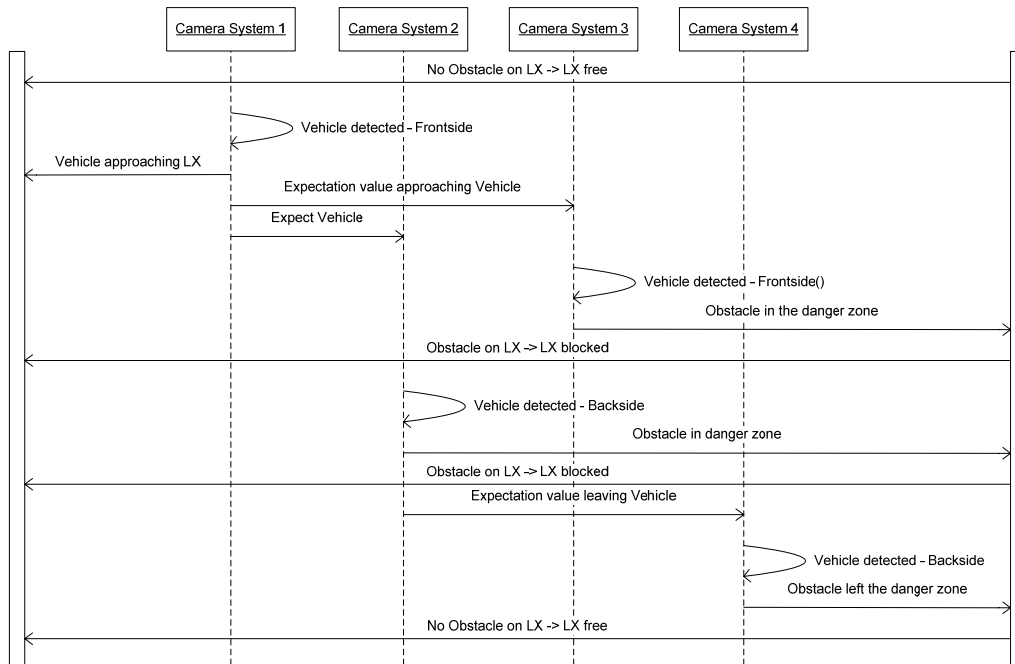 Camera System 1
Camera System 2
Camera System 3
Camera System 4
No Obstacle on LX -> LX free
Vehicle detected - Frontside
Vehicle approaching LX
Expectation value approaching Vehicle
Expect Vehicle
Vehicle detected - Frontside()
Obstacle in the danger zone
Obstacle on LX -> LX blocked
Vehicle detected - Backside
Obstacle in danger zone
Obstacle on LX -> LX blocked
Expectation value leaving Vehicle
Vehicle detected - Backside
Obstacle left the danger zone
No Obstacle on LX -> LX free